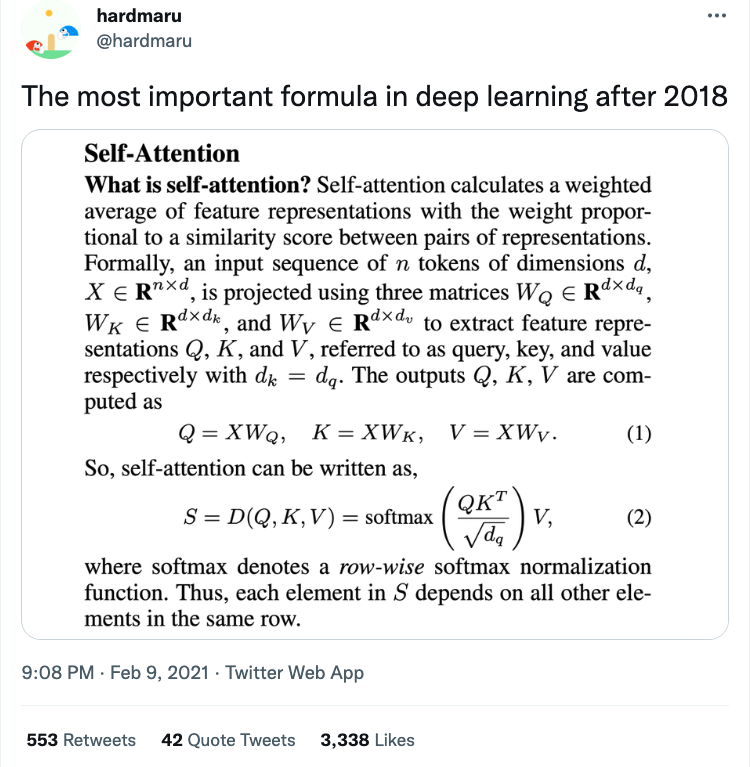 hardmaru
@hardmaru
The most important formula in deep learning after 2018
Self-Attention
What is self-attention? Self-attention calculates a weighted
average of feature representations with the weight propor-
tional to a similarity score between pairs of representations.
Formally, an input sequence of n tokens of dimensions d,
X ∈ R^{n×d}, is projected using three matrices W_Q ∈ R^{d×d_q},
W_K ∈ R^{d×d_k}, and W_V ∈ R^{d×d_v} to extract feature repre-
sentations Q, K, and V, referred to as query, key, and value
respectively with d_k = d_q. The outputs Q, K, V are com-
puted as
Q = XW_Q, K = XW_K, V = XW_V. (1)
So, self-attention can be written as,
S = D(Q, K, V) = softmax(QK^T / √d_q) V, (2)
where softmax denotes a row-wise softmax normalization
function. Thus, each element in S depends on all other ele-
ments in the same row.
9:08 PM · Feb 9, 2021 · Twitter Web App
553 Retweets 42 Quote Tweets 3,338 Likes